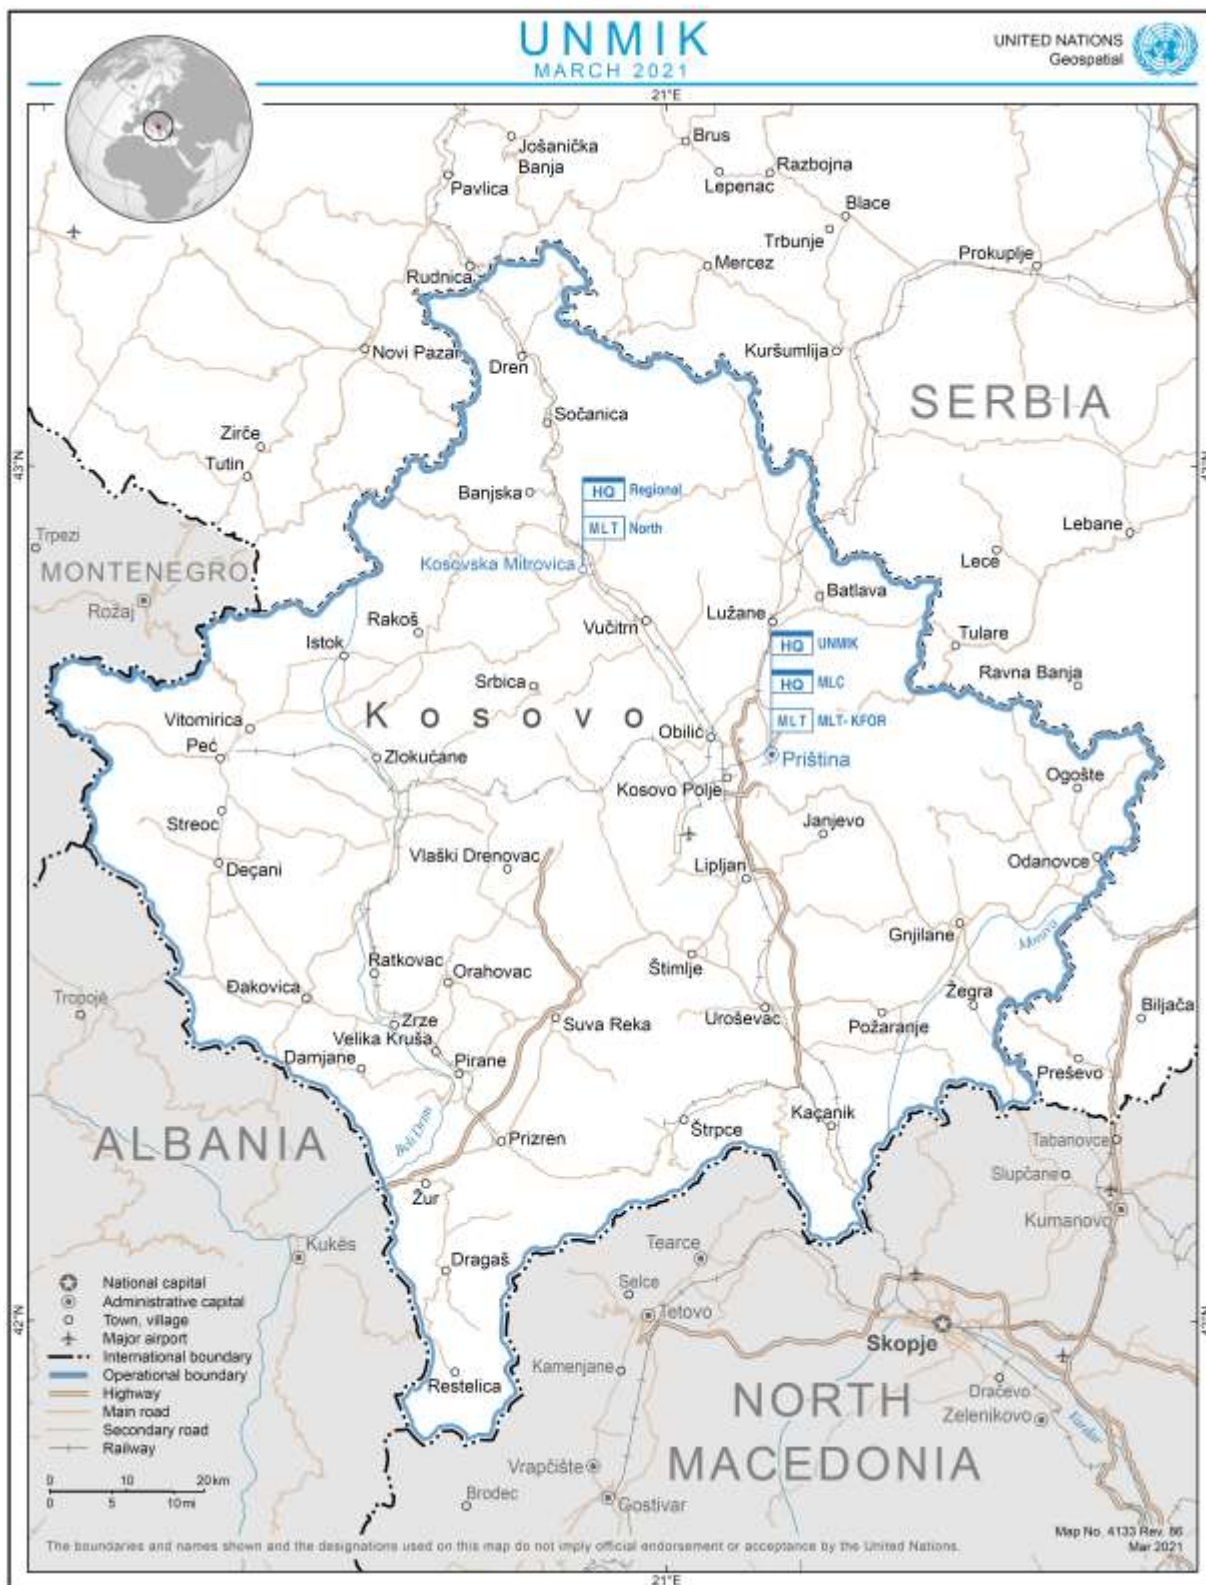 UNMIK
MARCH 2021
UNITED NATIONS
Geospatial
21°E
Jošanička
Banja
Brus
Pavlica
Lepenac
Razbojna
Blace
Trbunje
Rudnica
Mercez
Prokuplje
Novi Pazar
Dren
Kuršumlija
SERBIA
Sočanica
Zirče
Tutin
43°N
Banjska
HQ Regional
MLT North
Lebane
Trpezi
Lece
MONTENEGRO
Kosovska Mitrovica
Rožaj
Batlava
Rakoš
Vučitrn
Lužane
Istok
HQ UNMIK
Tulare
Srbica
HQ MLC
Ravna Banja
Kosovo
Vitomirica
MLT MLT-KFOR
Obilić
Peć
Zlokučane
Priština
Ogošte
Kosovo Polje
Streoc
Janjevo
Deçani
Vlaški Drenovac
Lipljan
Odanovce
Gnjilane
Morava
Ratkovac
Orahovac
Štimlje
Đakovica
Žegra
Tropojë
Zrze
Suva Reka
Uroševac
Požaranje
Biljača
Velika Kruša
Damjane
Pirane
Preševo
ALBANIA
Beli Drim
Prizren
Štrpce
Kaçanik
Tabanovce
Slupčane
Žur
Kumanovo
Kukës
Tearce
Dragaš
Selce
Tetovo
42°N
Skopje
Kamenjane
Restelica
Dračevo
NORTH
MACEDONIA
Zelenikovo
Vardar
Vrapčište
Brodec
Gostivar
National capital
Administrative capital
Town, village
Major airport
International boundary
Operational boundary
Highway
Main road
Secondary road
Railway
0 10 20 km
0 5 10 mi
Map No. 4133 Rev. 86
Mar 2021
The boundaries and names shown and the designations used on this map do not imply official endorsement or acceptance by the United Nations.
21°E